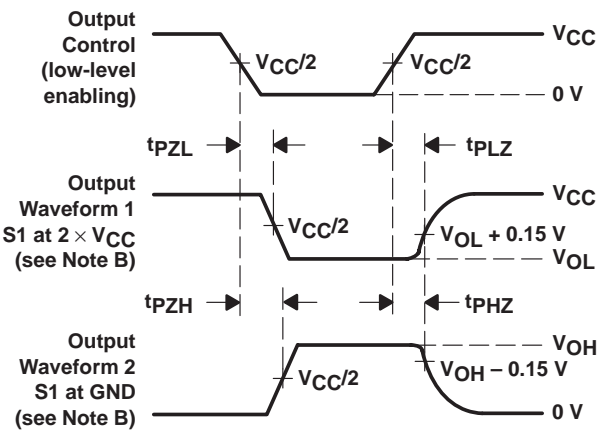 Output
Control
(low-level
enabling)
VCC
VCC/2
VCC/2
0 V
tPZL
tPLZ
Output
Waveform 1
S1 at 2 × VCC
(see Note B)
VCC
VCC/2
VOL + 0.15 V
VOL
tPZH
tPHZ
Output
Waveform 2
S1 at GND
(see Note B)
VOH
VOH − 0.15 V
VCC/2
0 V